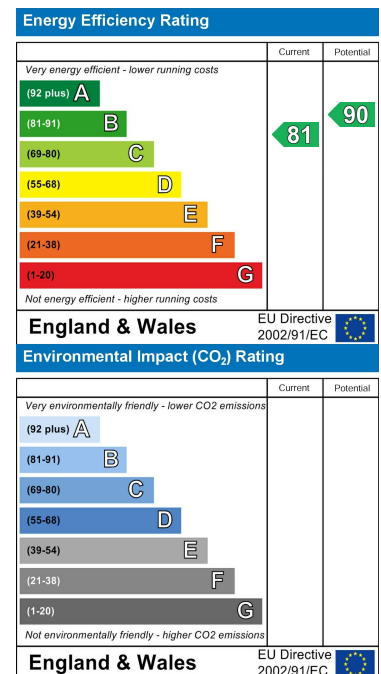 Energy Efficiency Rating
Current Potential
Very energy efficient - lower running costs
(92 plus) A
(81-91) B
(69-80) C
(55-68) D
(39-54) E
(21-38) F
(1-20) G
81
90
Not energy efficient - higher running costs
England & Wales
EU Directive
2002/91/EC
Environmental Impact (CO₂) Rating
Current Potential
Very environmentally friendly - lower CO2 emissions
(92 plus) A
(81-91) B
(69-80) C
(55-68) D
(39-54) E
(21-38) F
(1-20) G
Not environmentally friendly - higher CO2 emissions
England & Wales
EU Directive
2002/91/EC